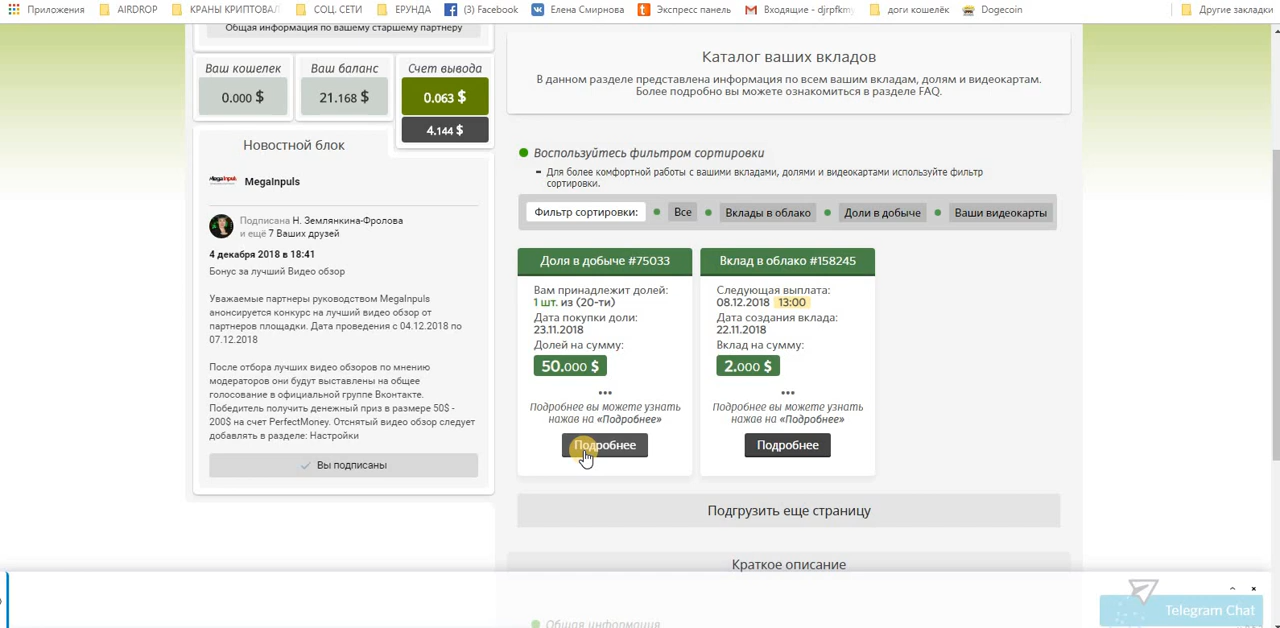 Приложения
AIRDROP
КРАНЫ КРИПТОВАЛ
СОЦ. СЕТИ
ЕРУНДА
(3) Facebook
Елена Смирнова
Экспресс панель
Входящие - djrpfkmy
доги кошелёк
Dogecoin
Другие закладки
Общая информация по вашему старшему партнеру
Ваш кошелек
Ваш баланс
Счет вывода
0.000 $
21.168 $
0.063 $
4.144 $
Новостной блок
MegaInpuls
MegaInpuls
Подписана Н. Землянкина-Фролова
и ещё 7 Ваших друзей
4 декабря 2018 в 18:41
Бонус за лучший Видео обзор
Уважаемые партнеры руководством MegaInpuls
анонсируется конкурс на лучший видео обзор от
партнеров площадки. Дата проведения с 04.12.2018 по
07.12.2018
После отбора лучших видео обзоров по мнению
модераторов они будут выставлены на общее
голосование в официальной группе Вконтакте.
Победитель получить денежный приз в размере 50$ -
200$ на счет PerfectMoney. Отснятый видео обзор следует
добавлять в разделе: Настройки
Вы подписаны
Каталог ваших вкладов
В данном разделе представлена информация по всем вашим вкладам, долям и видеокартам.
Более подробно вы можете ознакомиться в разделе FAQ.
Воспользуйтесь фильтром сортировки
Для более комфортной работы с вашими вкладами, долями и видеокартами используйте фильтр
сортировки.
Фильтр сортировки:
Все
Вклады в облако
Доли в добыче
Ваши видеокарты
Доля в добыче #75033
Вам принадлежит долей:
1 шт. из (20-ти)
Дата покупки доли:
23.11.2018
Долей на сумму:
50.000 $
•••
Подробнее вы можете узнать
нажав на «Подробнее»
Подробнее
Вклад в облако #158245
Следующая выплата:
08.12.2018 13:00
Дата создания вклада:
22.11.2018
Вклад на сумму:
2.000 $
•••
Подробнее вы можете узнать
нажав на «Подробнее»
Подробнее
Подгрузить еще страницу
Краткое описание
Общая информация
Telegram Chat